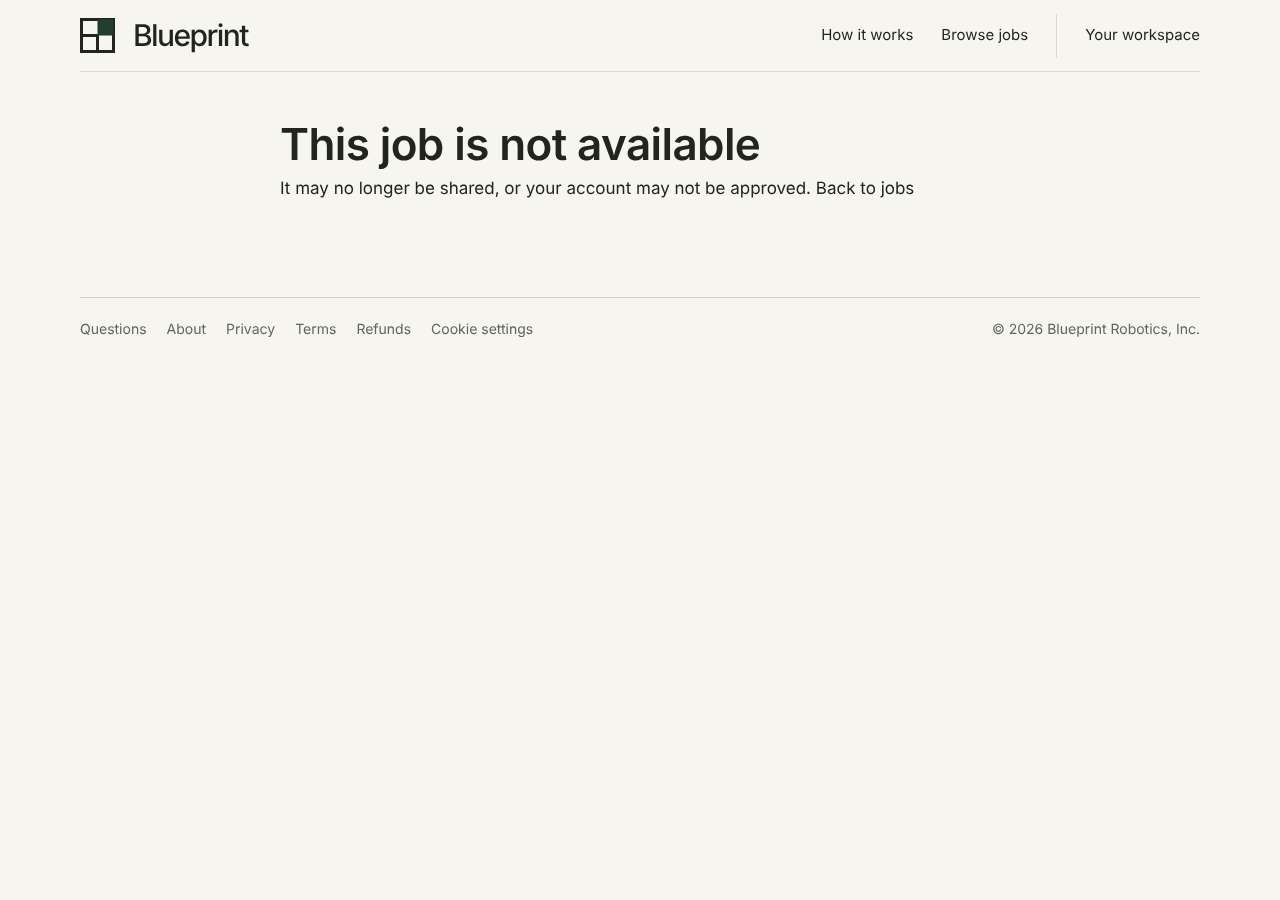 Blueprint
How it works
Browse jobs
Your workspace
This job is not available
It may no longer be shared, or your account may not be approved. Back to jobs
Questions
About
Privacy
Terms
Refunds
Cookie settings
© 2026 Blueprint Robotics, Inc.